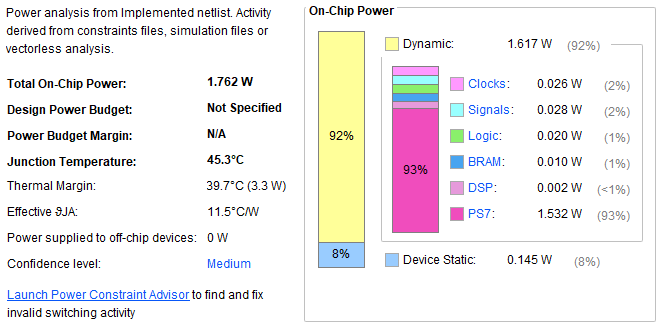 Power analysis from Implemented netlist. Activity
derived from constraints files, simulation files or
vectorless analysis.
Total On-Chip Power: 1.762 W
Design Power Budget: Not Specified
Power Budget Margin: N/A
Junction Temperature: 45.3°C
Thermal Margin: 39.7°C (3.3 W)
Effective ϑJA: 11.5°C/W
Power supplied to off-chip devices: 0 W
Confidence level: Medium
Launch Power Constraint Advisor to find and fix
invalid switching activity
On-Chip Power
92%
8%
Dynamic: 1.617 W (92%)
93%
Clocks: 0.026 W (2%)
Signals: 0.028 W (2%)
Logic: 0.020 W (1%)
BRAM: 0.010 W (1%)
DSP: 0.002 W (<1%)
PS7: 1.532 W (93%)
Device Static: 0.145 W (8%)